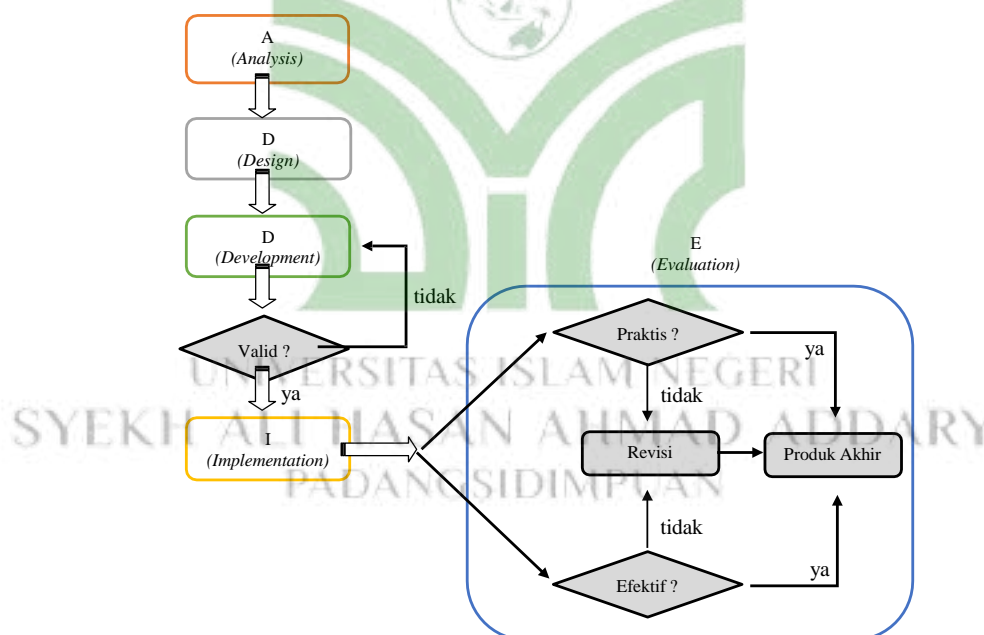 A
(Analysis)
D
(Design)
D
(Development)
tidak
Valid ?
ya
I
(Implementation)
E
(Evaluation)
Praktis ?
ya
tidak
Revisi
Produk Akhir
tidak
Efektif ?
ya
UNIVERSITAS ISLAM NEGERI
SYEKH ALI HASAN AHMAD ADDARY
PADANGSIDIMPUAN